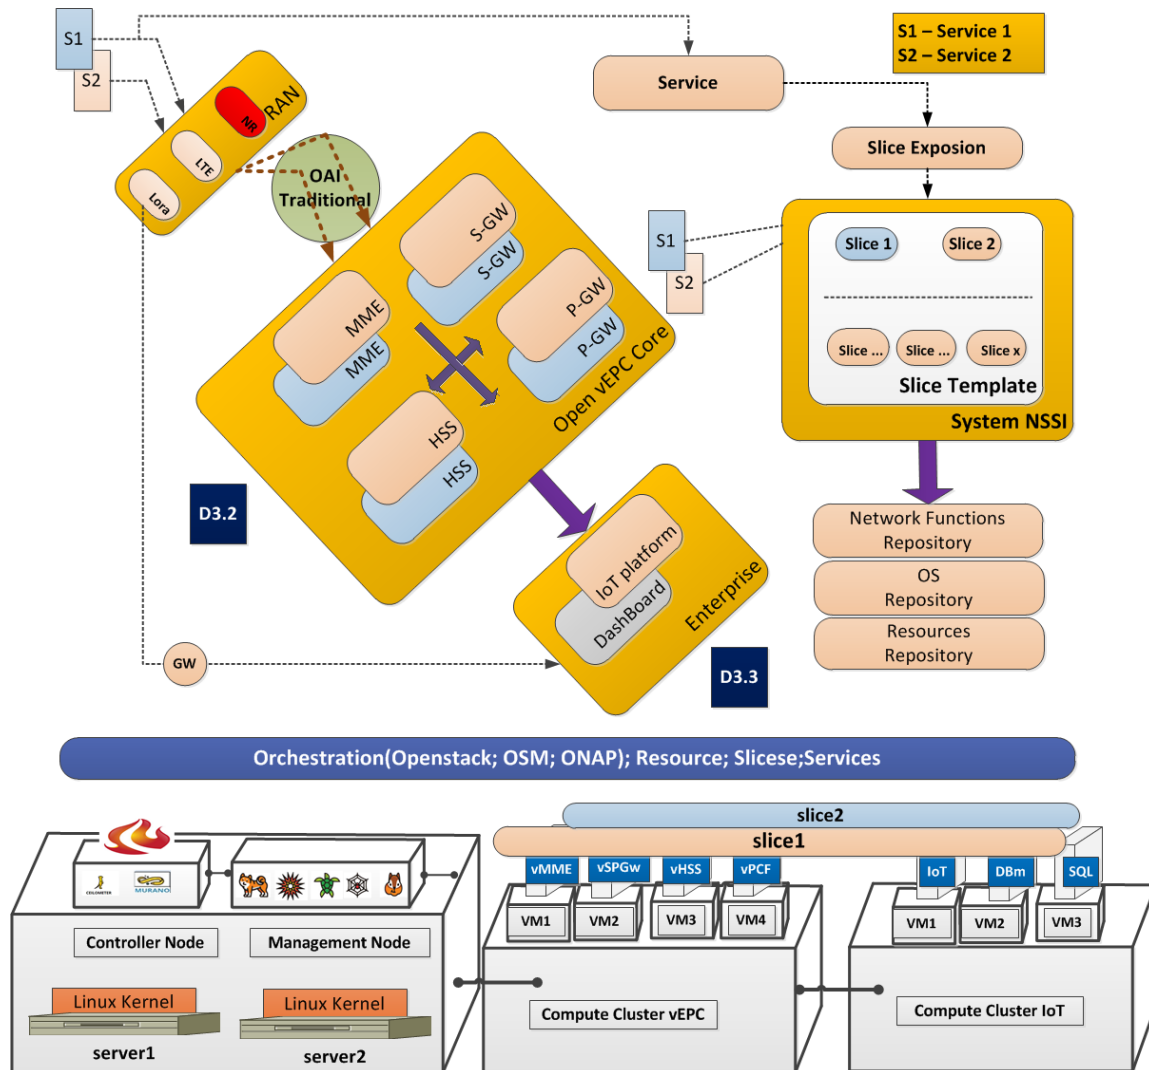 S1
S2
S1 – Service 1
S2 – Service 2
Service
RAN
NR
LTE
Lora
OAI
Traditional
Slice Exposion
S-GW
S-GW
MME
MME
P-GW
P-GW
HSS
HSS
Open vEPC Core
S1
S2
Slice 1
Slice 2
Slice ...
Slice ...
Slice x
Slice Template
System NSSI
D3.2
Network Functions
Repository
OS
Repository
Resources
Repository
IoT platform
DashBoard
Enterprise
GW
D3.3
Orchestration(Openstack; OSM; ONAP); Resource; Slicese;Services
slice2
slice1
vMME
vSPGw
vHSS
vPCF
IoT
DBm
SQL
CEILOMETER
MURANO
VM1
VM2
VM3
VM4
VM1
VM2
VM3
Controller Node
Management Node
Linux Kernel
Linux Kernel
server1
server2
Compute Cluster vEPC
Compute Cluster IoT